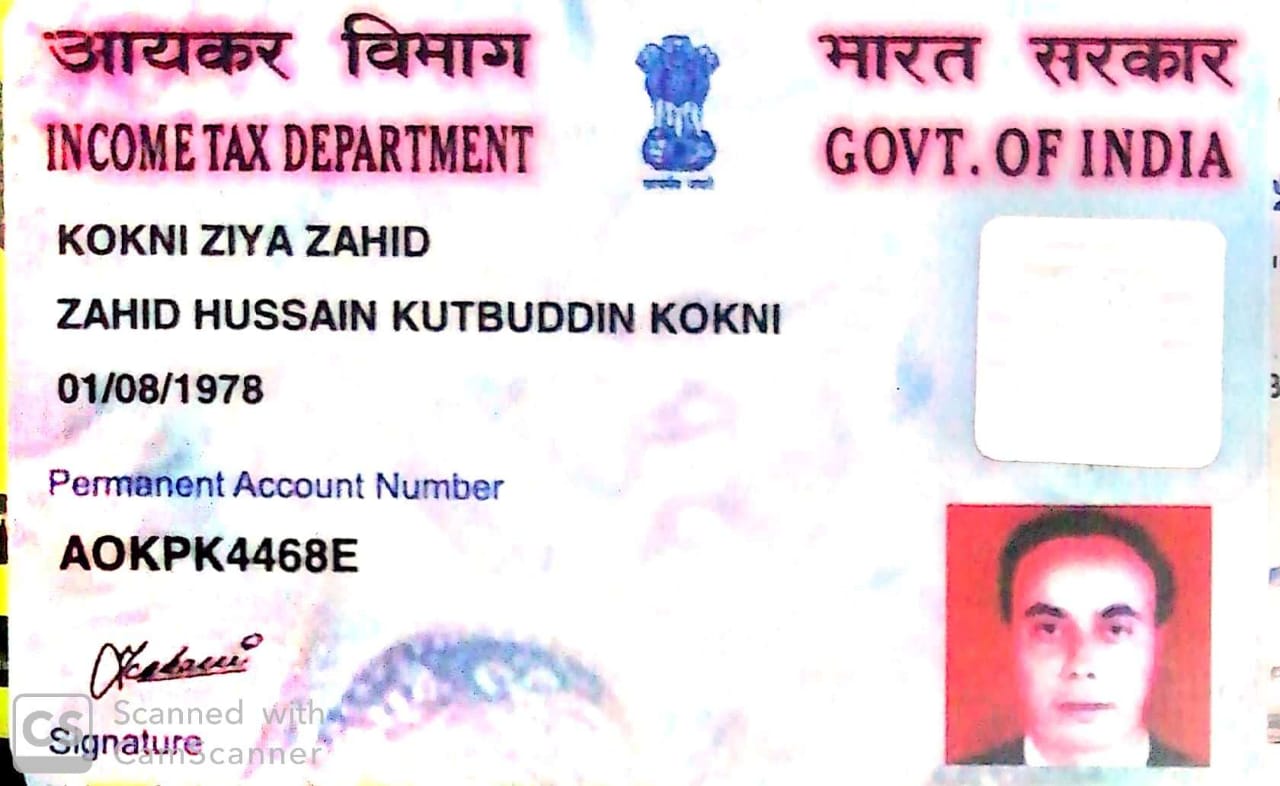 आयकर विभाग
भारत सरकार
INCOME TAX DEPARTMENT
GOVT. OF INDIA
KOKNI ZIYA ZAHID
ZAHID HUSSAIN KUTBUDDIN KOKNI
01/08/1978
Permanent Account Number
AOKPK4468E
Signature
CS
Scanned with
CamScanner